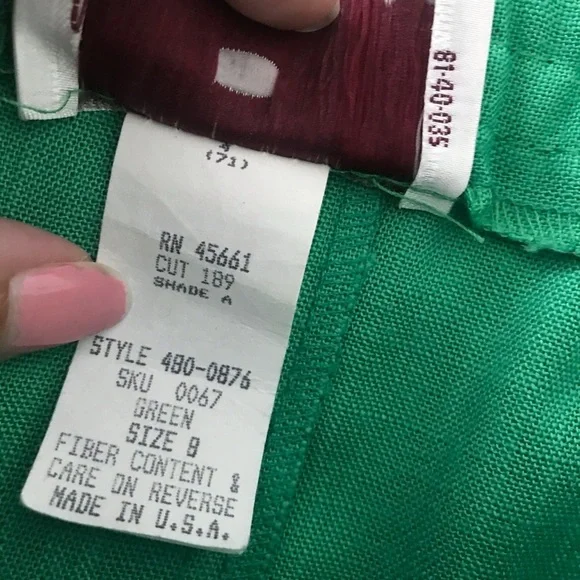 81-40-035
(71)
RN 45661
CUT 189
SHADE A
STYLE 480-0876
SKU 0067
GREEN
SIZE 8
FIBER CONTENT &
CARE ON REVERSE
MADE IN U.S.A.